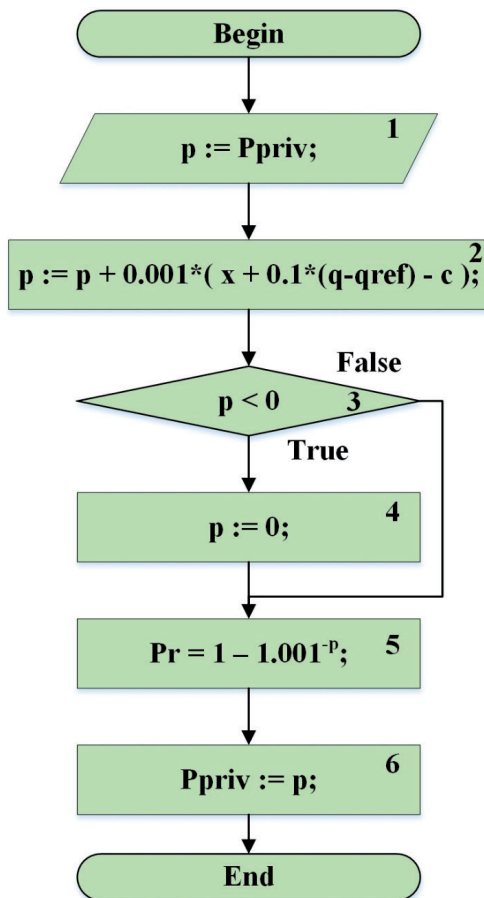 Begin
1
p := Ppriv;
2
p := p + 0.001*( x + 0.1*(q-qref) - c );
False
p < 0
3
True
4
p := 0;
5
Pr = 1 – 1.001⁻ᵖ;
6
Ppriv := p;
End